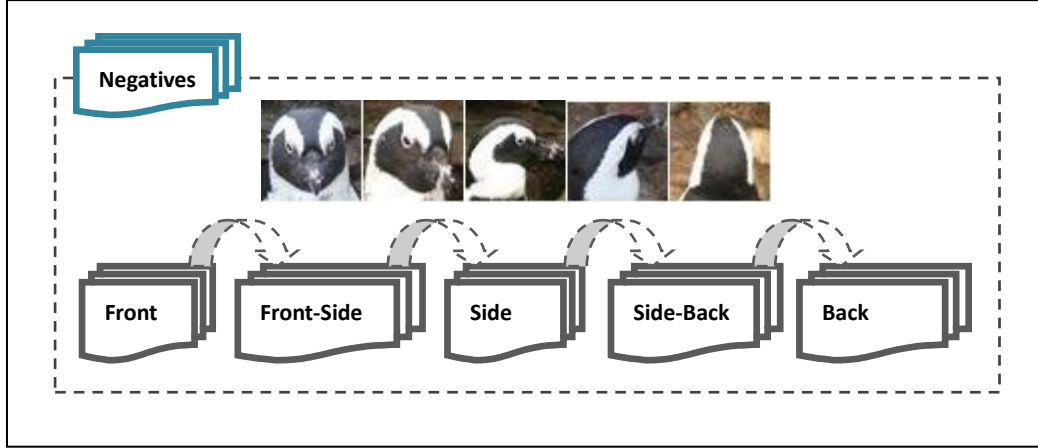 Negatives
Front
Front-Side
Side
Side-Back
Back